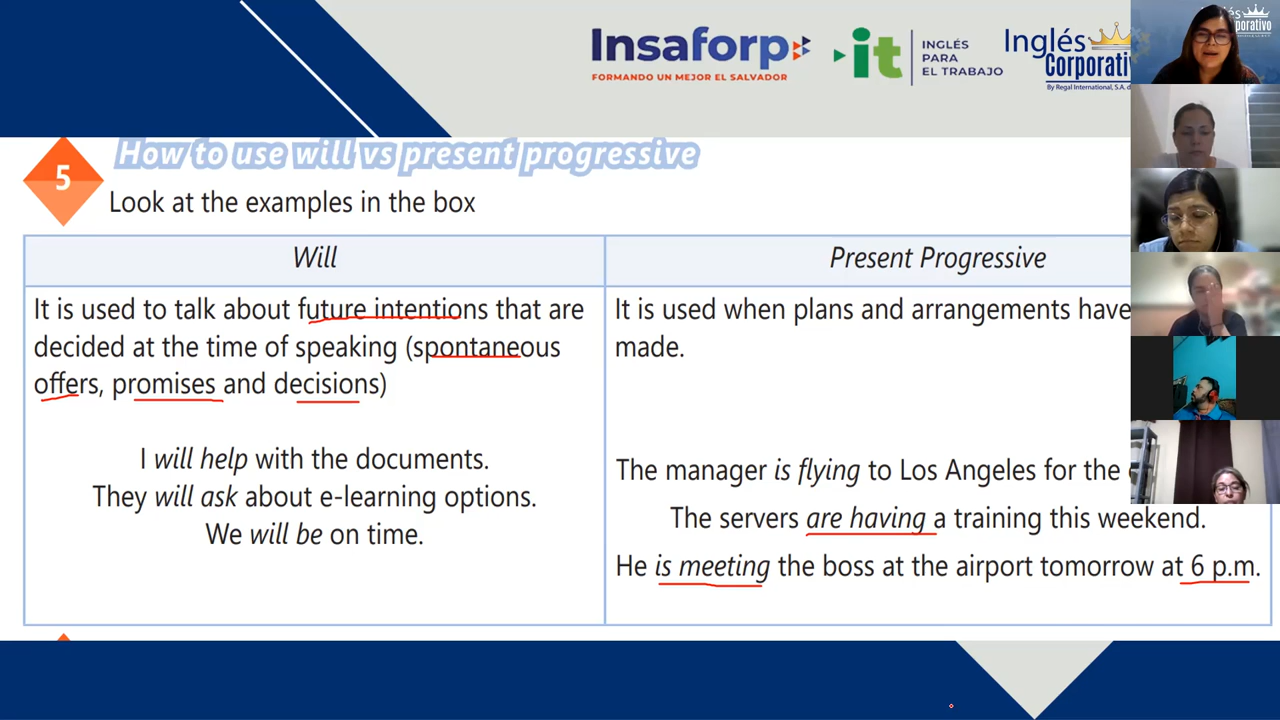 Insaforp
FORMANDO UN MEJOR EL SALVADOR
it
INGLÉS
PARA
EL TRABAJO
Inglés
Corporativ
By Regal International, S.A. d
5
How to use will vs present progressive
Look at the examples in the box
Will
Present Progressive
It is used to talk about future intentions that are
decided at the time of speaking (spontaneous
offers, promises and decisions)
It is used when plans and arrangements have
made.
I will help with the documents.
They will ask about e-learning options.
We will be on time.
The manager is flying to Los Angeles for the
The servers are having a training this weekend.
He is meeting the boss at the airport tomorrow at 6 p.m.